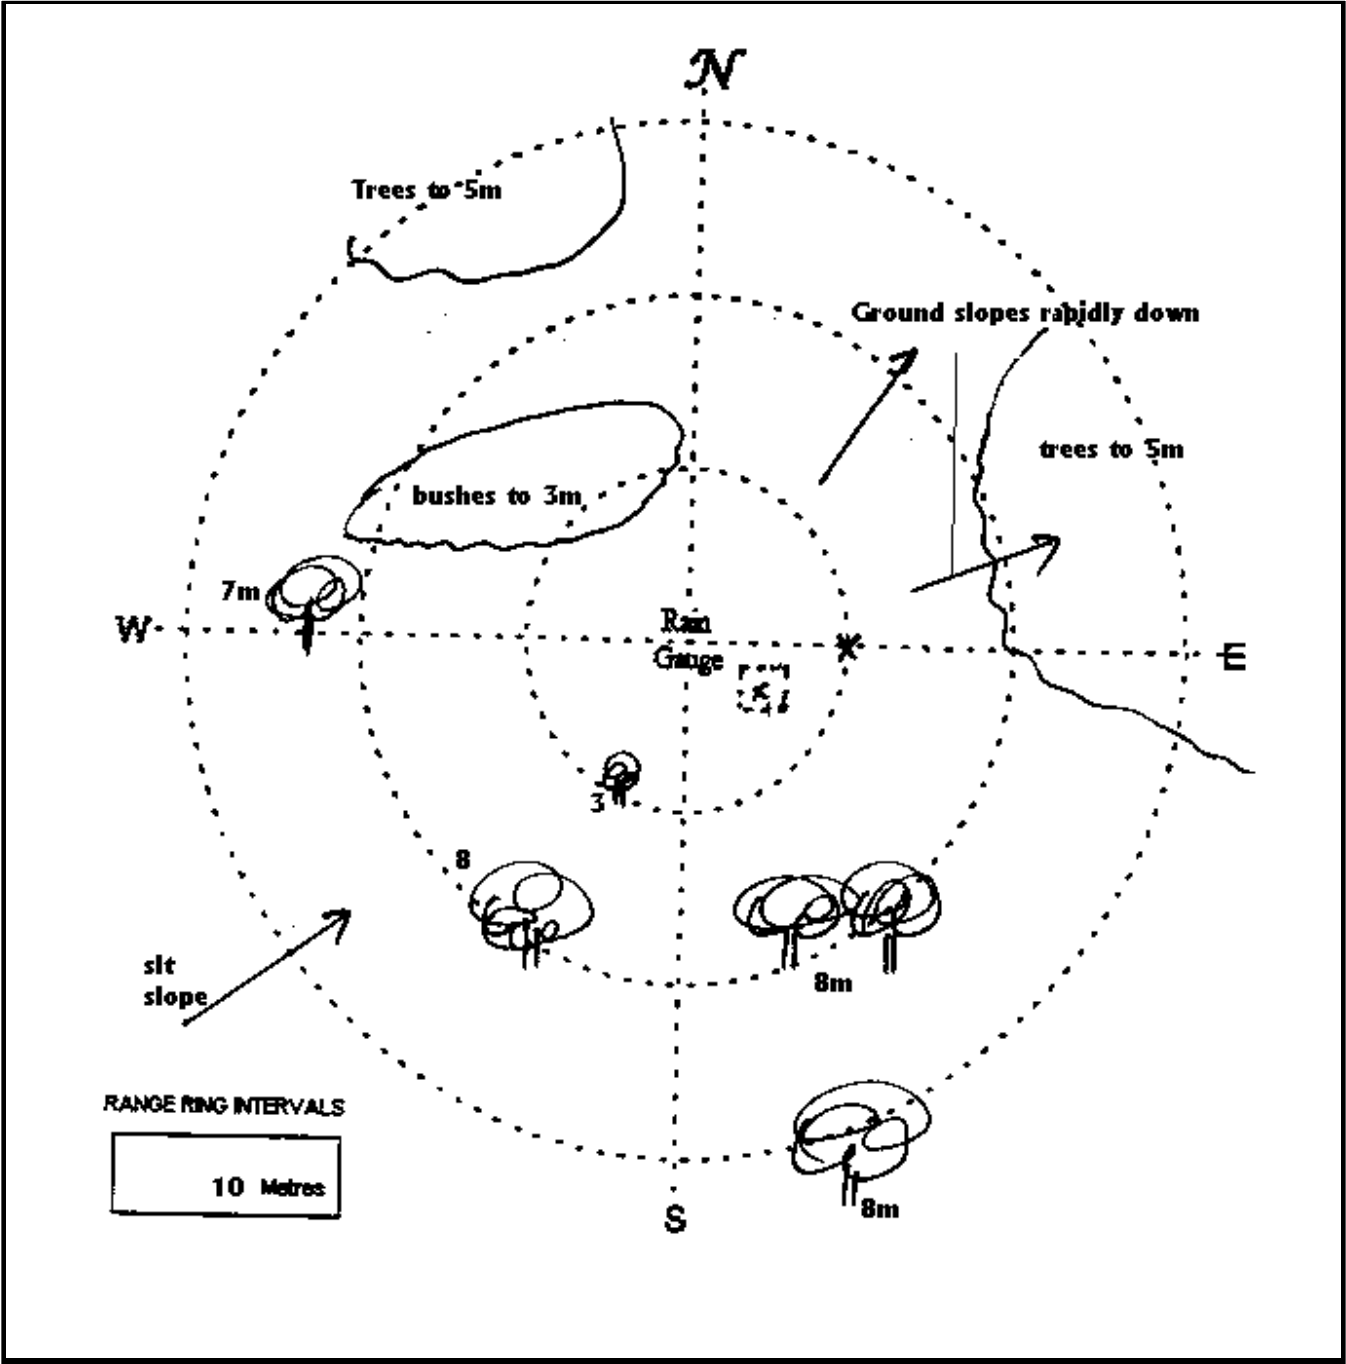 N
Trees to 5m
Ground slopes rapidly down
trees to 5m
bushes to 3m
7m
W
Rain
Gauge
E
3
8
8m
slt
slope
RANGE RING INTERVALS
10 Metres
8m
S